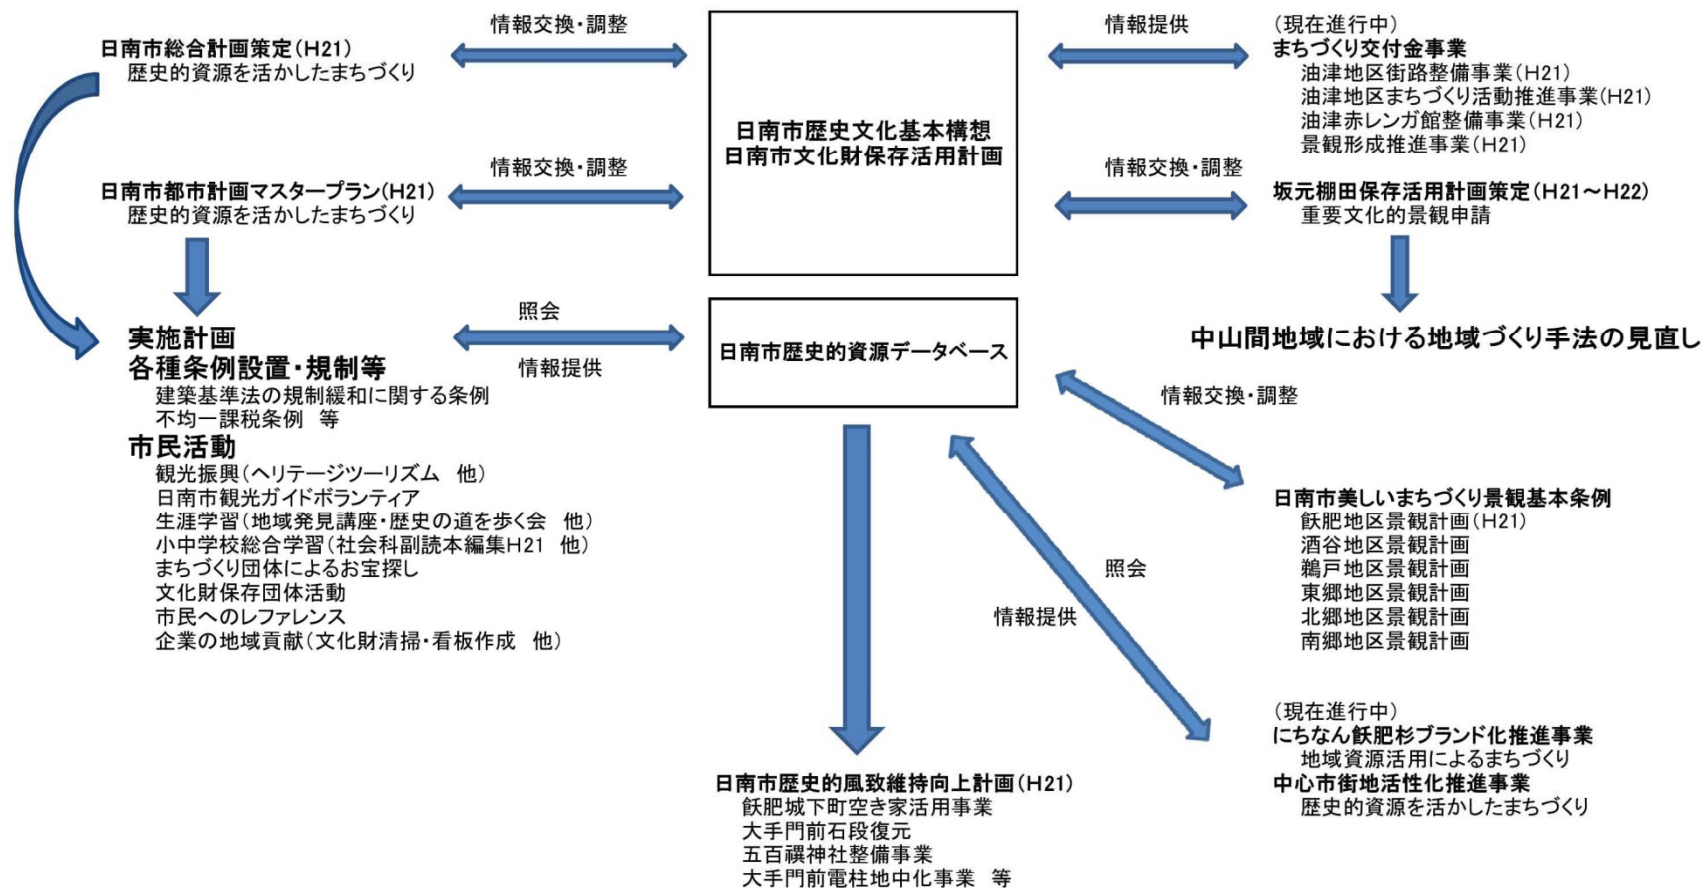 情報交換・調整
日南市総合計画策定(H21)
歴史的資源を活かしたまちづくり
情報交換・調整
日南市都市計画マスタープラン(H21)
歴史的資源を活かしたまちづくり
実施計画
各種条例設置・規制等
建築基準法の規制緩和に関する条例
不均一課税条例 等
市民活動
観光振興(ヘリテージツーリズム 他)
日南市観光ガイドボランティア
生涯学習(地域発見講座・歴史の道を歩く会 他)
小中学校総合学習(社会科副読本編集H21 他)
まちづくり団体によるお宝探し
文化財保存団体活動
市民へのレファレンス
企業の地域貢献(文化財清掃・看板作成 他)
照会
情報提供
日南市歴史文化基本構想
日南市文化財保存活用計画
日南市歴史的資源データベース
日南市歴史的風致維持向上計画(H21)
飫肥城下町空き家活用事業
大手門前石段復元
五百禩神社整備事業
大手門前電柱地中化事業 等
情報提供
(現在進行中)
まちづくり交付金事業
油津地区街路整備事業(H21)
油津地区まちづくり活動推進事業(H21)
油津赤レンガ館整備事業(H21)
景観形成推進事業(H21)
情報交換・調整
坂元棚田保存活用計画策定(H21～H22)
重要文化的景観申請
中山間地域における地域づくり手法の見直し
情報交換・調整
日南市美しいまちづくり景観基本条例
飫肥地区景観計画(H21)
酒谷地区景観計画
鵜戸地区景観計画
東郷地区景観計画
北郷地区景観計画
南郷地区景観計画
照会
情報提供
(現在進行中)
にちなん飫肥杉ブランド化推進事業
地域資源活用によるまちづくり
中心市街地活性化推進事業
歴史的資源を活かしたまちづくり